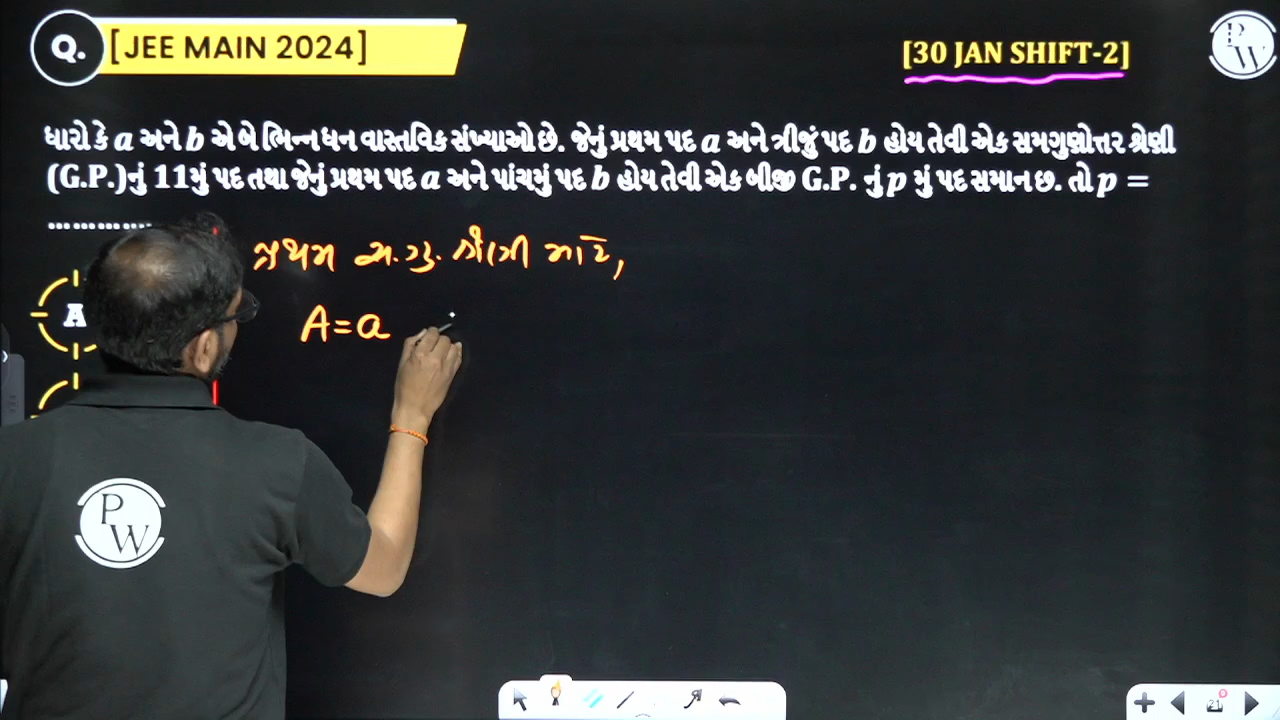 Q. [JEE MAIN 2024]
[30 JAN SHIFT-2]
ધારો કે a અને b એ બે ભિન્ન ધન વાસ્તવિક સંખ્યાઓ છે. જેનું પ્રથમ પદ a અને ત્રીજું પદ b હોય તેવી એક સમગુણોત્તર શ્રેણી
(G.P.)નું 11મું પદ તથા જેનું પ્રથમ પદ a અને પાંચમું પદ b હોય તેવી એક બીજી G.P. નું p મું પદ સમાન છ. તો p =
..............
પ્રથમ સ.ગુ. શ્રેણી માટે,
A
A = a
P W
P W
21